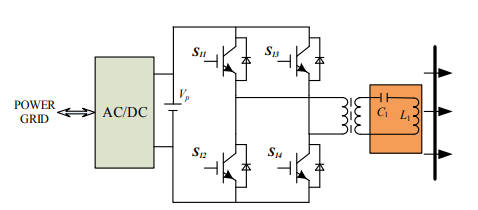 S11
S13
POWER
GRID
AC/DC
Vp
C1
L1
S12
S14